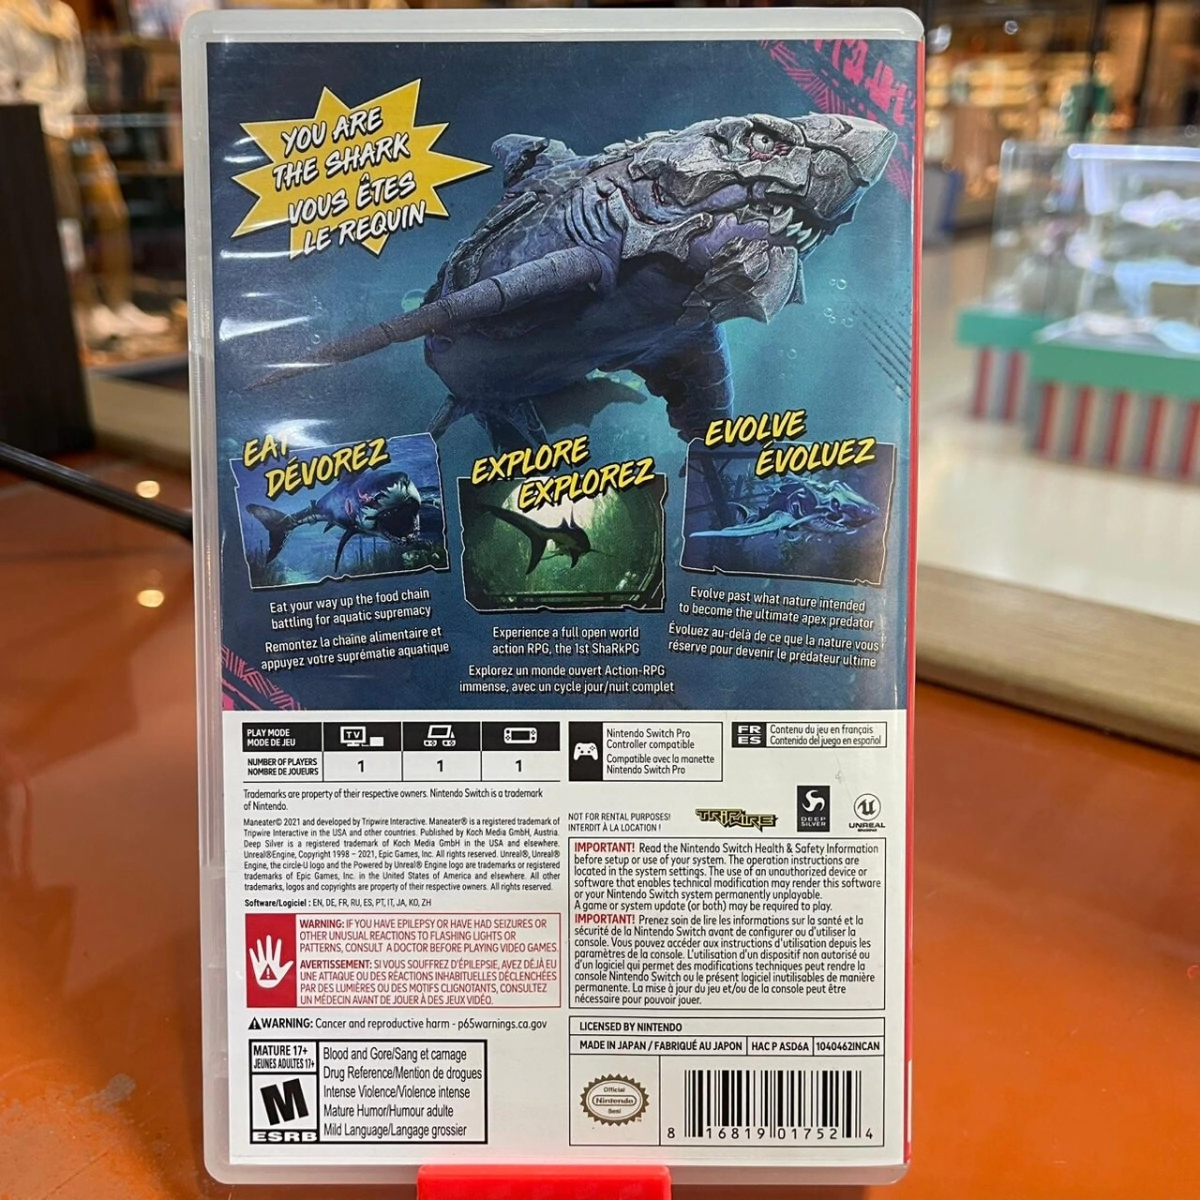 YOU ARE
THE SHARK
VOUS ÊTES
LE REQUIN
EAT
DÉVOREZ
Eat your way up the food chain
battling for aquatic supremacy
Remontez la chaîne alimentaire et
appuyez votre suprématie aquatique
EXPLORE
EXPLOREZ
Experience a full open world
action RPG, the 1st ShaRkPG
Explorez un monde ouvert Action-RPG
immense, avec un cycle jour/nuit complet
EVOLVE
ÉVOLUEZ
Evolve past what nature intended
to become the ultimate apex predator
Évoluez au-delà de ce que la nature vous
réserve pour devenir le prédateur ultime
PLAY MODE
MODE DE JEU
TV
NUMBER OF PLAYERS
NOMBRE DE JOUEURS
1
1
1
Nintendo Switch Pro
Controller compatible
Compatible avec la manette
Nintendo Switch Pro
FR
ES
Contenu du jeu en français
Contenido del juego en español
Trademarks are property of their respective owners. Nintendo Switch is a trademark
of Nintendo.
Maneater© 2021 and developed by Tripwire Interactive. Maneater® is a registered trademark of
Tripwire Interactive in the USA and other countries. Published by Koch Media GmbH, Austria.
Deep Silver is a registered trademark of Koch Media GmbH in the USA and elsewhere.
Unreal®Engine, Copyright 1998 – 2021, Epic Games, Inc. All rights reserved. Unreal®, Unreal®
Engine, the circle-U logo and the Powered by Unreal® Engine logo are trademarks or registered
trademarks of Epic Games, Inc. in the United States of America and elsewhere. All other
trademarks, logos and copyrights are property of their respective owners. All rights reserved.
Software/Logiciel : EN, DE, FR, RU, ES, PT, IT, JA, KO, ZH
NOT FOR RENTAL PURPOSES!
INTERDIT À LA LOCATION !
TRIPWIRE
DEEP
SILVER
UNREAL
ENGINE
IMPORTANT! Read the Nintendo Switch Health & Safety Information
before setup or use of your system. The operation instructions are
located in the system settings. The use of an unauthorized device or
software that enables technical modification may render this software
or your Nintendo Switch system permanently unplayable.
A game or system update (or both) may be required to play.
IMPORTANT! Prenez soin de lire les informations sur la santé et la
sécurité de la Nintendo Switch avant de configurer ou d'utiliser la
console. Vous pouvez accéder aux instructions d'utilisation depuis les
paramètres de la console. L'utilisation d'un dispositif non autorisé ou
d'un logiciel qui permet des modifications techniques peut rendre la
console Nintendo Switch ou le présent logiciel inutilisables de manière
permanente. La mise à jour du jeu et/ou de la console peut être
nécessaire pour pouvoir jouer.
WARNING: IF YOU HAVE EPILEPSY OR HAVE HAD SEIZURES OR
OTHER UNUSUAL REACTIONS TO FLASHING LIGHTS OR
PATTERNS, CONSULT A DOCTOR BEFORE PLAYING VIDEO GAMES.
AVERTISSEMENT: SI VOUS SOUFFREZ D'ÉPILEPSIE, AVEZ DÉJÀ EU
UNE ATTAQUE OU DES RÉACTIONS INHABITUELLES DÉCLENCHÉES
PAR DES LUMIÈRES OU DES MOTIFS CLIGNOTANTS, CONSULTEZ
UN MÉDECIN AVANT DE JOUER À DES JEUX VIDÉO.
WARNING: Cancer and reproductive harm - p65warnings.ca.gov
LICENSED BY NINTENDO
MADE IN JAPAN / FABRIQUÉ AU JAPON HAC P ASD6A 1040462INCAN
MATURE 17+
JEUNES ADULTES 17+
M
ESRB
Blood and Gore/Sang et carnage
Drug Reference/Mention de drogues
Intense Violence/Violence intense
Mature Humor/Humour adulte
Mild Language/Langage grossier
Official
Nintendo
Seal
8 16819 01752 4